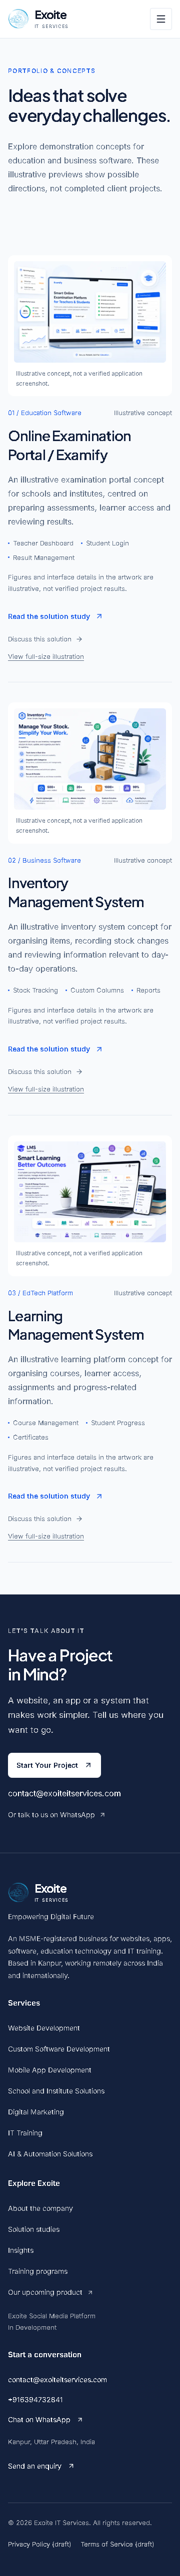 Exoite
IT SERVICES
PORTFOLIO & CONCEPTS
Ideas that solve
everyday challenges.
Explore demonstration concepts for
education and business software. These
illustrative previews show possible
directions, not completed client projects.
Online Examination
Illustrative concept, not a verified application
screenshot.
01 / Education Software
Illustrative concept
Online Examination
Portal / Examify
An illustrative examination portal concept
for schools and institutes, centred on
preparing assessments, learner access and
reviewing results.
• Teacher Dashboard • Student Login
• Result Management
Figures and interface details in the artwork are
illustrative, not verified project results.
Read the solution study ↗
Discuss this solution →
View full-size illustration
Inventory Pro
Manage Your Stock.
Simplify Your Work.
Illustrative concept, not a verified application
screenshot.
02 / Business Software
Illustrative concept
Inventory
Management System
An illustrative inventory system concept for
organising items, recording stock changes
and reviewing information relevant to day-
to-day operations.
• Stock Tracking • Custom Columns • Reports
Figures and interface details in the artwork are
illustrative, not verified project results.
Read the solution study ↗
Discuss this solution →
View full-size illustration
LMS
Smart Learning
Better Outcomes
Illustrative concept, not a verified application
screenshot.
03 / EdTech Platform
Illustrative concept
Learning
Management System
An illustrative learning platform concept for
organising courses, learner access,
assignments and progress-related
information.
• Course Management • Student Progress
• Certificates
Figures and interface details in the artwork are
illustrative, not verified project results.
Read the solution study ↗
Discuss this solution →
View full-size illustration
LET'S TALK ABOUT IT
Have a Project
in Mind?
A website, an app or a system that
makes work simpler. Tell us where you
want to go.
Start Your Project ↗
contact@exoiteitservices.com
Or talk to us on WhatsApp ↗
Exoite
IT SERVICES
Empowering Digital Future
An MSME-registered business for websites, apps,
software, education technology and IT training.
Based in Kanpur, working remotely across India
and internationally.
Services
Website Development
Custom Software Development
Mobile App Development
School and Institute Solutions
Digital Marketing
IT Training
AI & Automation Solutions
Explore Exoite
About the company
Solution studies
Insights
Training programs
Our upcoming product ↗
Exoite Social Media Platform
In Development
Start a conversation
contact@exoiteitservices.com
+916394732841
Chat on WhatsApp ↗
Kanpur, Uttar Pradesh, India
Send an enquiry ↗
© 2026 Exoite IT Services. All rights reserved.
Privacy Policy (draft) Terms of Service (draft)